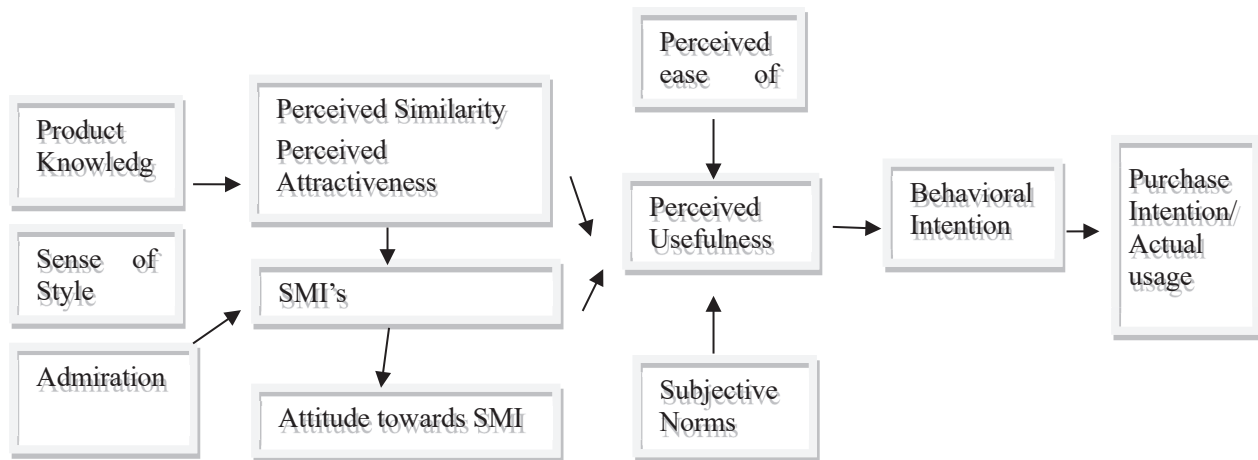 Product
Knowledg
Sense of
Style
Admiration
Perceived Similarity
Perceived
Attractiveness
SMI's
Attitude towards SMI
Perceived
ease of
Perceived
Usefulness
Subjective
Norms
Behavioral
Intention
Purchase
Intention/
Actual
usage